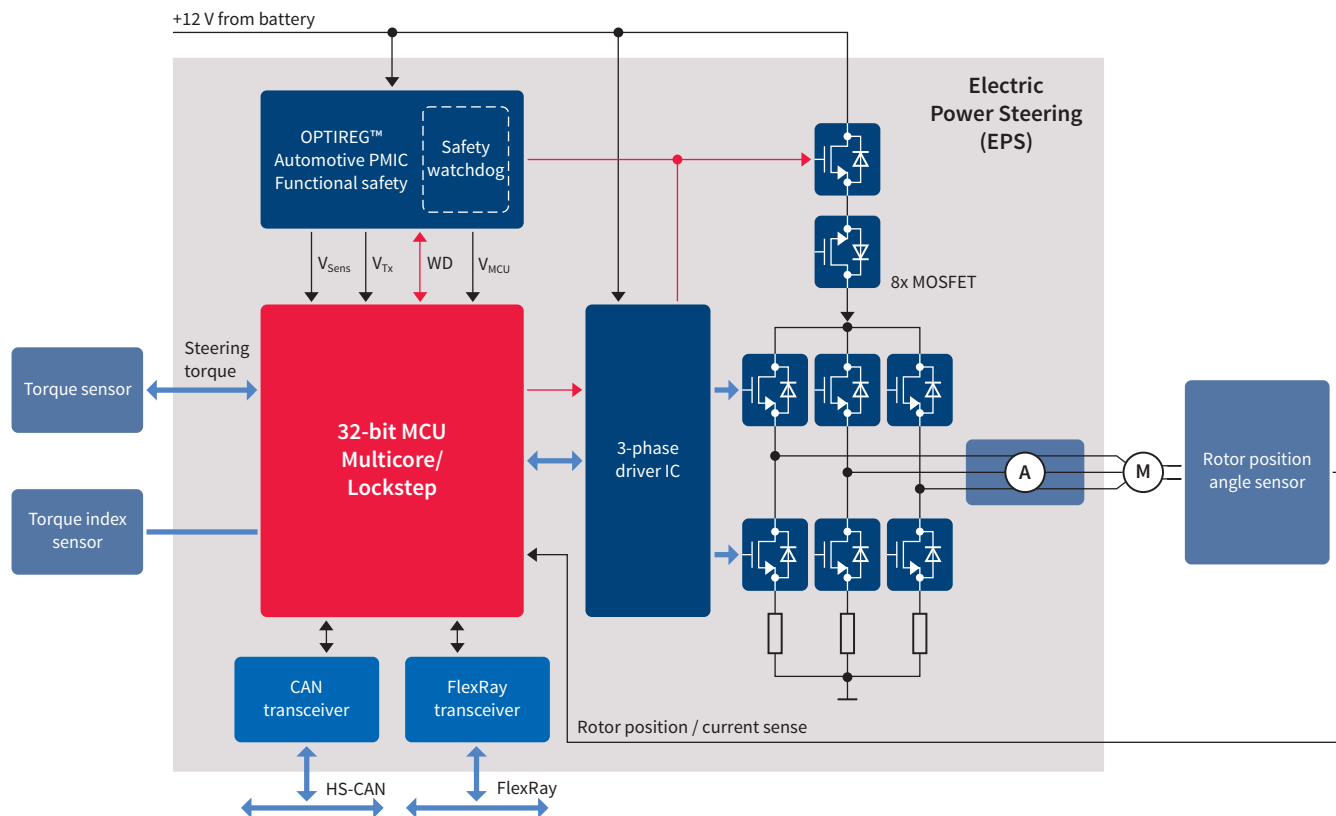 +12 V from battery
Electric
Power Steering
(EPS)
OPTIREG™
Automotive PMIC
Functional safety
Safety
watchdog
VSens
VTx
WD
VMCU
8x MOSFET
Torque sensor
Steering
torque
32-bit MCU
Multicore/
Lockstep
3-phase
driver IC
A
M
Rotor position
angle sensor
Torque index
sensor
CAN
transceiver
FlexRay
transceiver
Rotor position / current sense
HS-CAN
FlexRay